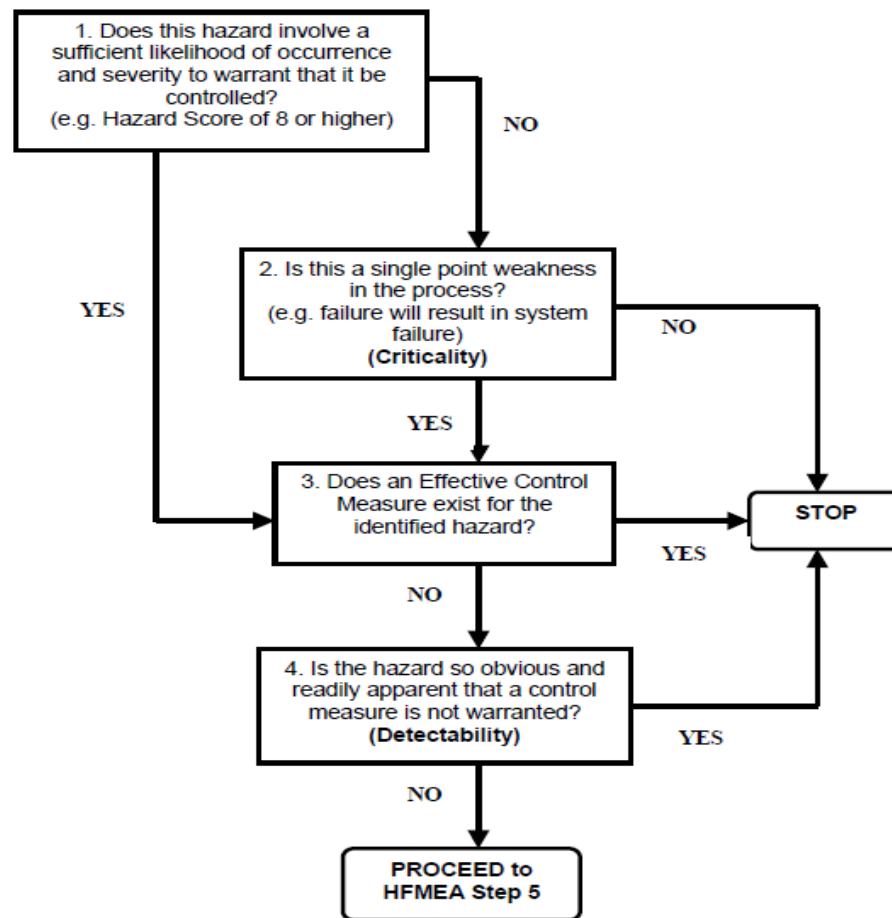 1. Does this hazard involve a
sufficient likelihood of occurrence
and severity to warrant that it be
controlled?
(e.g. Hazard Score of 8 or higher)
NO
YES
2. Is this a single point weakness
in the process?
(e.g. failure will result in system
failure)
(Criticality)
NO
YES
3. Does an Effective Control
Measure exist for the
identified hazard?
STOP
YES
NO
4. Is the hazard so obvious and
readily apparent that a control
measure is not warranted?
(Detectability)
YES
NO
PROCEED to
HFMEA Step 5